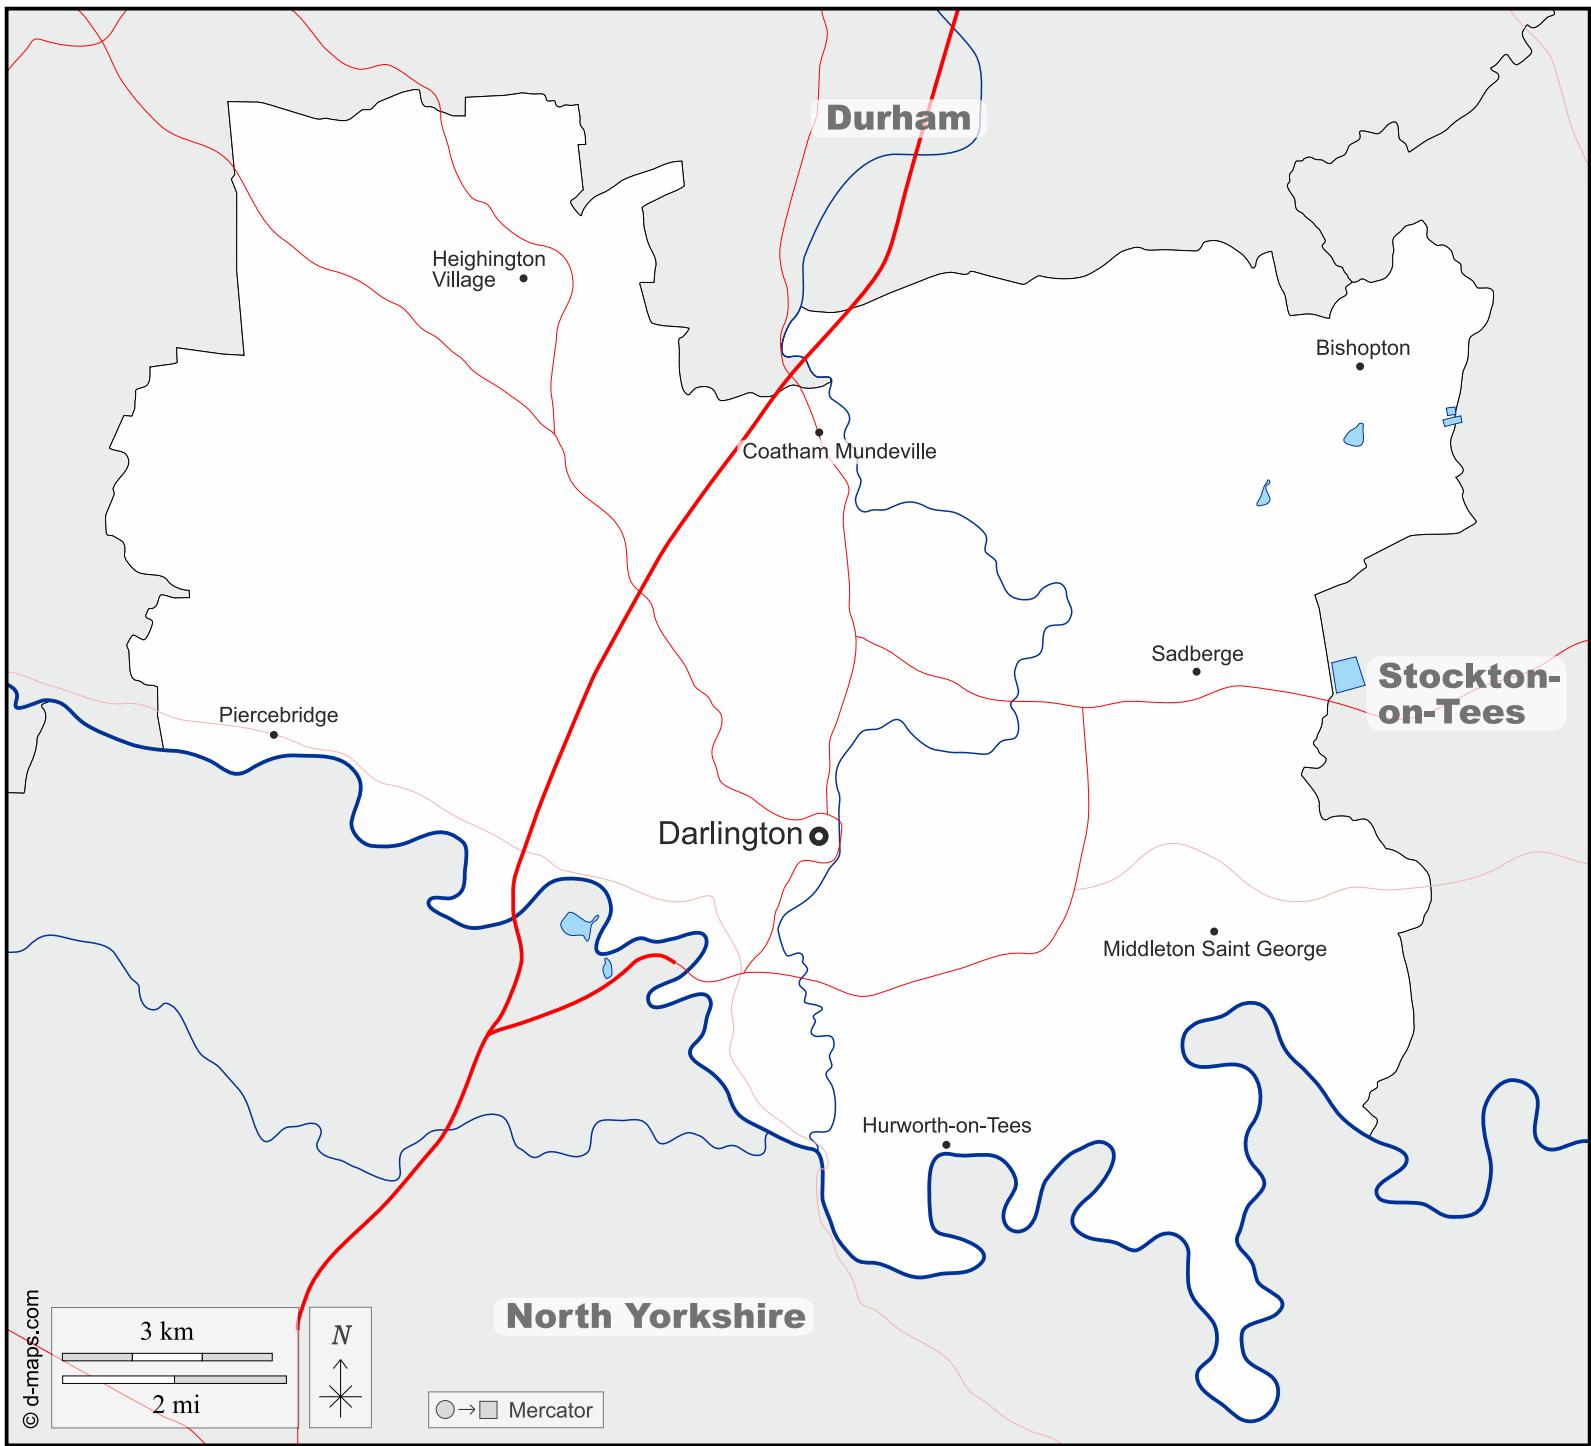 Durham
Heighington
Village
Bishopton
Coatham Mundeville
Sadberge
Stockton-
on-Tees
Piercebridge
Darlington
Middleton Saint George
Hurworth-on-Tees
North Yorkshire
© d-maps.com
3 km
2 mi
N
Mercator